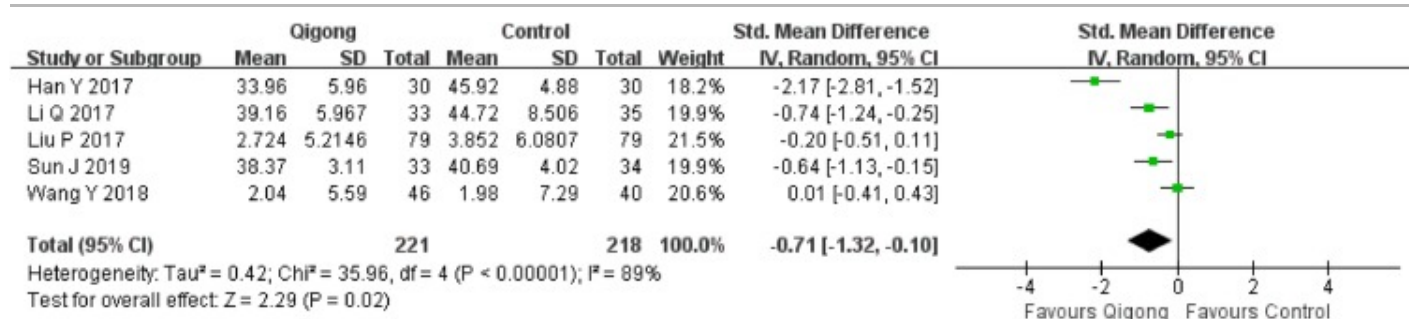 Qigong Control Std. Mean Difference Std. Mean Difference
Study or Subgroup Mean SD Total Mean SD Total Weight IV, Random, 95% CI IV, Random, 95% CI
Han Y 2017 33.96 5.96 30 45.92 4.88 30 18.2% -2.17 [-2.81, -1.52]
Li Q 2017 39.16 5.967 33 44.72 8.506 35 19.9% -0.74 [-1.24, -0.25]
Liu P 2017 2.724 5.2146 79 3.852 6.0807 79 21.5% -0.20 [-0.51, 0.11]
Sun J 2019 38.37 3.11 33 40.69 4.02 34 19.9% -0.64 [-1.13, -0.15]
Wang Y 2018 2.04 5.59 46 1.98 7.29 40 20.6% 0.01 [-0.41, 0.43]
Total (95% CI) 221 218 100.0% -0.71 [-1.32, -0.10]
Heterogeneity: Tau² = 0.42; Chi² = 35.96, df = 4 (P < 0.00001); I² = 89%
Test for overall effect: Z = 2.29 (P = 0.02)
-4 -2 0 2 4
Favours Qigong Favours Control